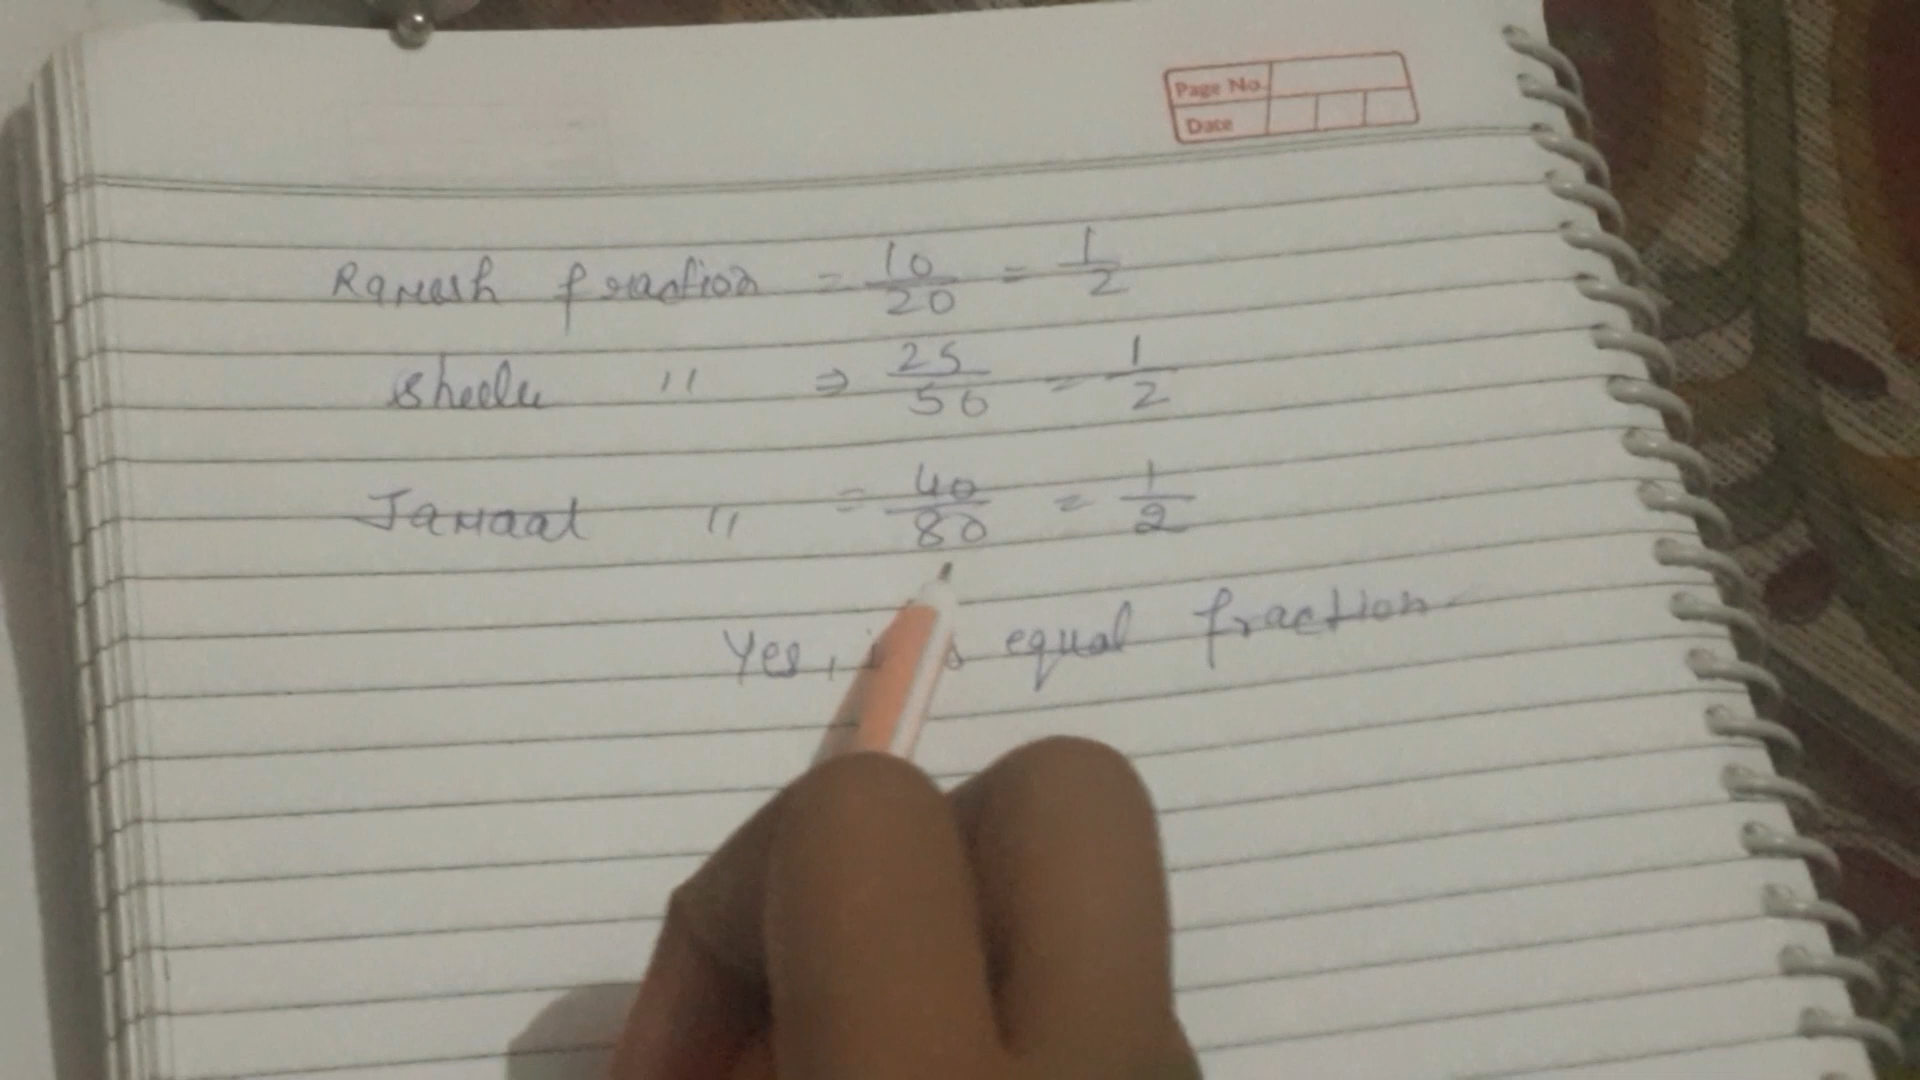 Page No.
Date
Ramesh fraction = 10/20 = 1/2
Sheelu " ⇒ 25/50 = 1/2
Jamaal " = 40/80 = 1/2
Yes, equal fraction